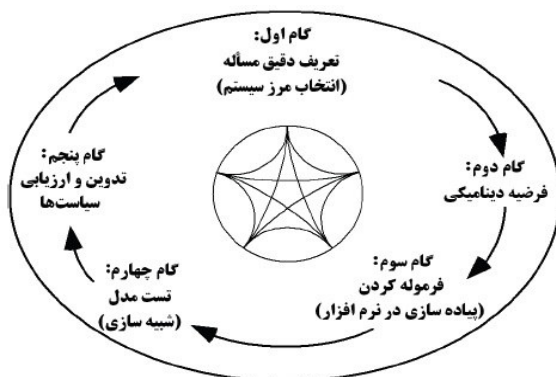 گام اول:
تعریف دقیق مسأله
(انتخاب مرز سیستم)
گام دوم:
فرضیه دینامیکی
گام سوم:
فرموله کردن
(پیاده سازی در نرم افزار)
گام چهارم:
تست مدل
(شبیه سازی)
گام پنجم:
تدوین و ارزیابی
سیاست‌ها